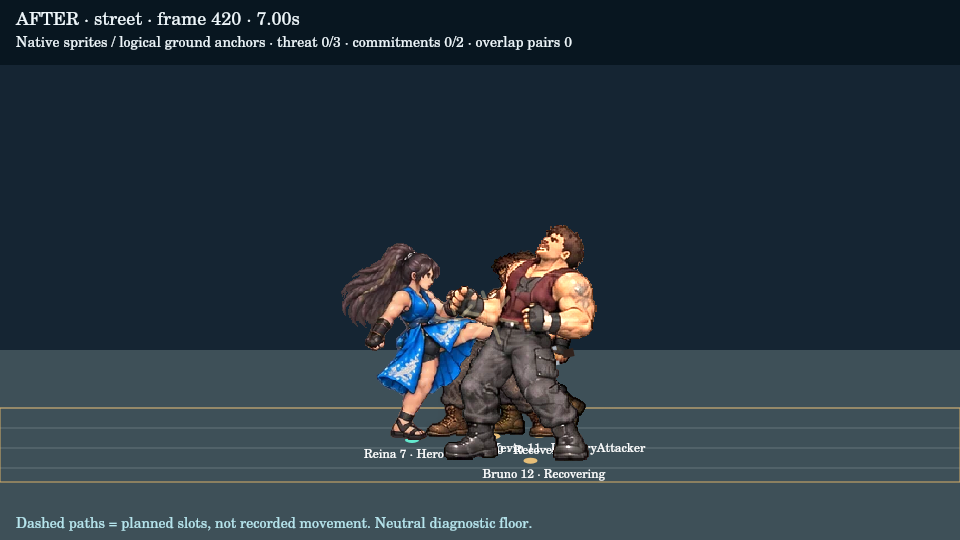 AFTER · street · frame 420 · 7.00s
Native sprites / logical ground anchors · threat 0/3 · commitments 0/2 · overlap pairs 0
Reina 7 · Hero
Bruno 12 · Recovering
Dashed paths = planned slots, not recorded movement. Neutral diagnostic floor.